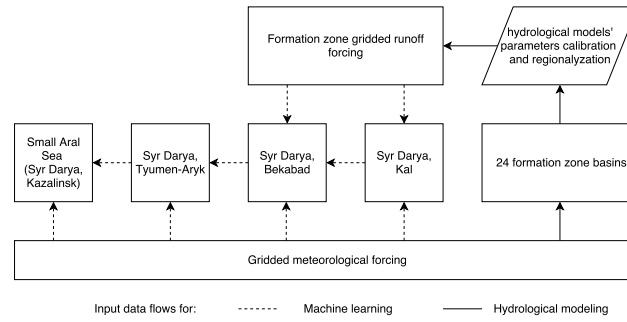 Formation zone gridded runoff
forcing
hydrological models'
parameters calibration
and regionalyzation
Small Aral
Sea
(Syr Darya,
Kazalinsk)
Syr Darya,
Tyumen-Aryk
Syr Darya,
Bekabad
Syr Darya,
Kal
24 formation zone basins
Gridded meteorological forcing
Input data flows for:
Machine learning
Hydrological modeling